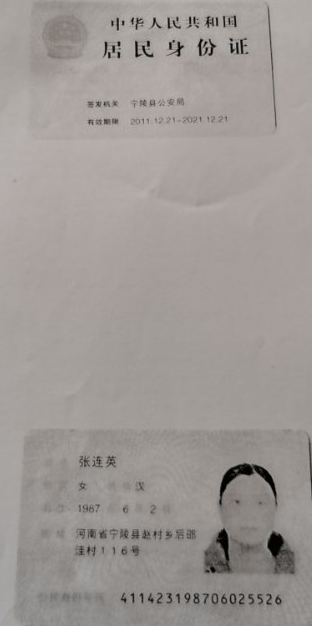 中华人民共和国
居民身份证
签发机关 宁陵县公安局
有效期限 2011.12.21-2021.12.21
张连英
女 汉
1987 6 2
河南省宁陵县赵村乡后邵
洼村116号
411423198706025526